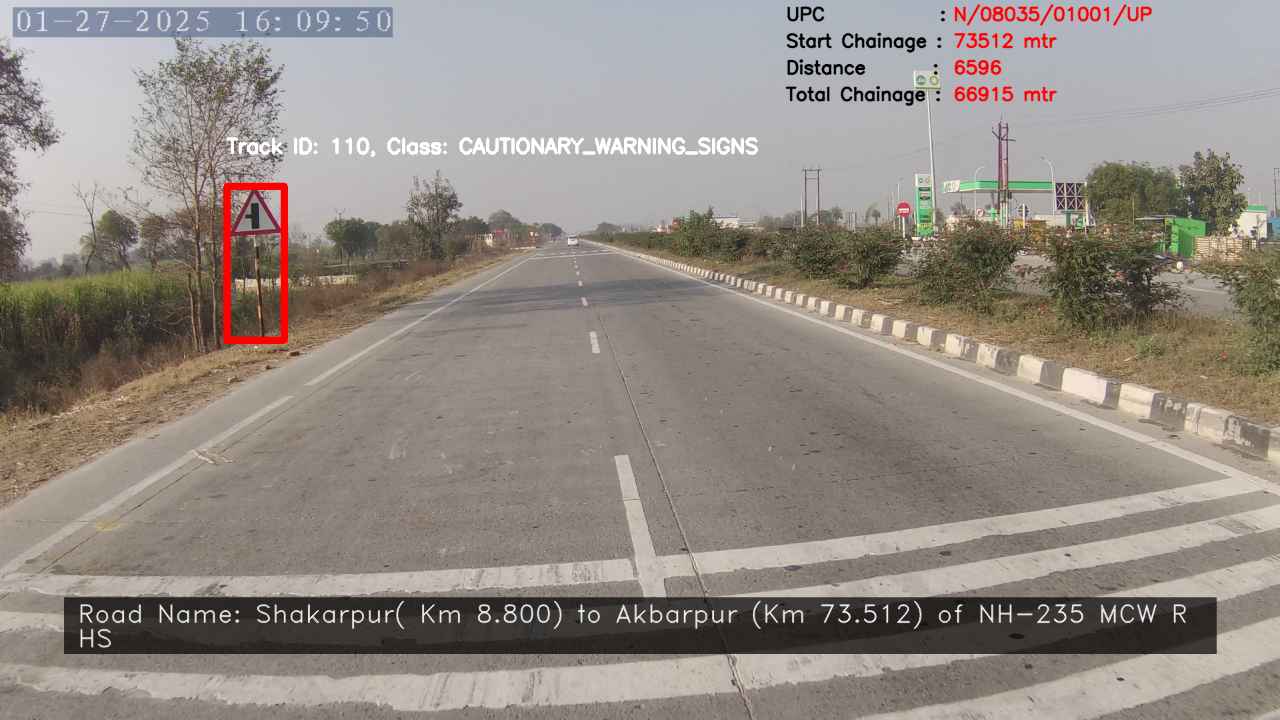 01-27-2025 16:09:50
UPC : N/08035/01001/UP
Start Chainage : 73512 mtr
Distance : 6596
Total Chainage : 66915 mtr
Track ID: 110, Class: CAUTIONARY_WARNING_SIGNS
Road Name: Shakarpur( Km 8.800) to Akbarpur (Km 73.512) of NH-235 MCW R
HS